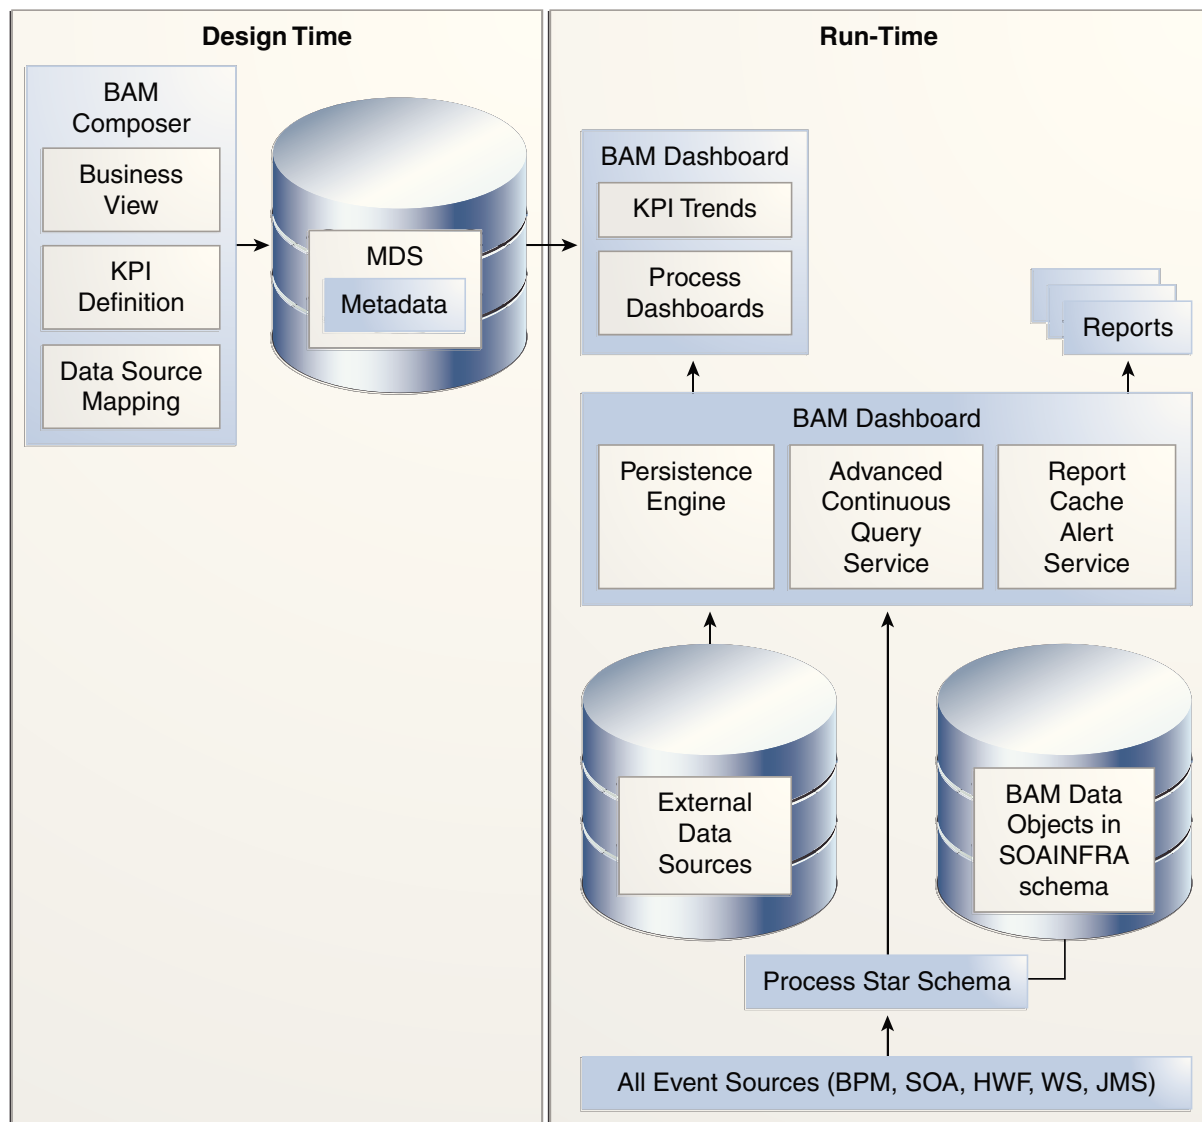 Design Time
BAM
Composer
Business
View
KPI
Definition
Data Source
Mapping
MDS
Metadata
Run-Time
BAM Dashboard
KPI Trends
Process
Dashboards
Reports
BAM Dashboard
Persistence
Engine
Advanced
Continuous
Query
Service
Report
Cache
Alert
Service
External
Data
Sources
BAM Data
Objects in
SOAINFRA
schema
Process Star Schema
All Event Sources (BPM, SOA, HWF, WS, JMS)